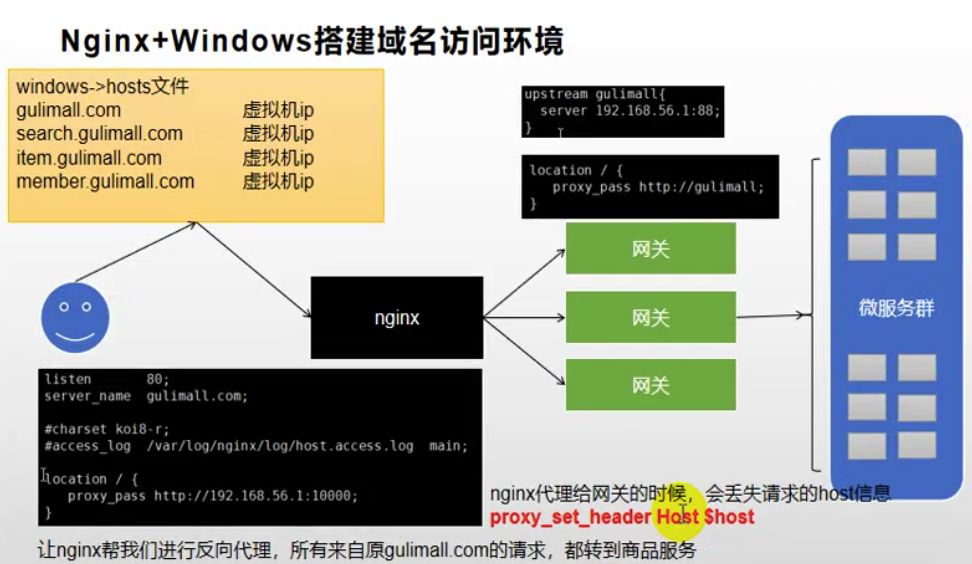 Nginx+Windows搭建域名访问环境
windows->hosts文件
gulimall.com 虚拟机ip
search.gulimall.com 虚拟机ip
item.gulimall.com 虚拟机ip
member.gulimall.com 虚拟机ip
upstream gulimall{
server 192.168.56.1:88;
}
location / {
proxy_pass http://gulimall;
}
nginx
网关
网关
网关
微服务群
listen 80;
server_name gulimall.com;
#charset koi8-r;
#access_log /var/log/nginx/log/host.access.log main;
location / {
proxy_pass http://192.168.56.1:10000;
}
nginx代理给网关的时候，会丢失请求的host信息
proxy_set_header Host $host
让nginx帮我们进行反向代理，所有来自原gulimall.com的请求，都转到商品服务